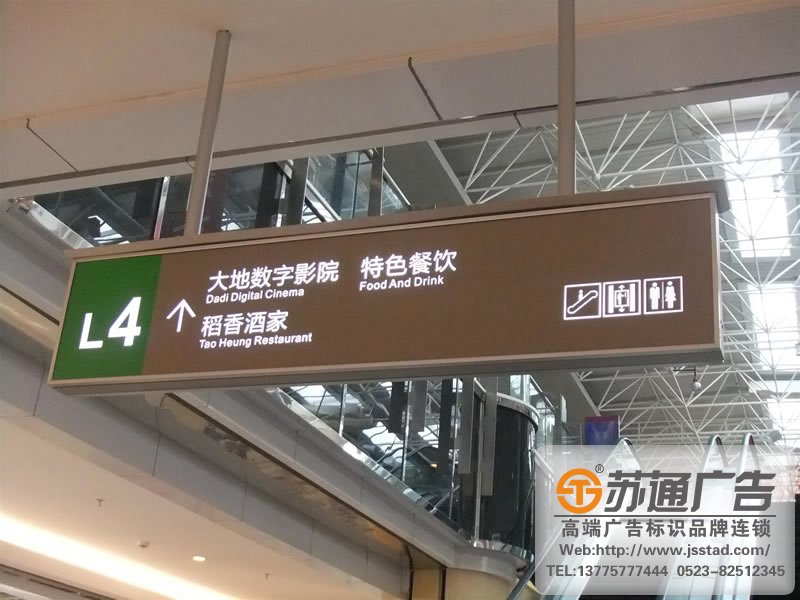 L4
大地数字影院 特色餐饮
Dadi Digital Cinema Food And Drink
稻香酒家
Tao Heung Restaurant
苏通广告®
高端广告标识品牌连锁
Web:http://www.jsstad.com/
TEL:13775777444 0523-82512345